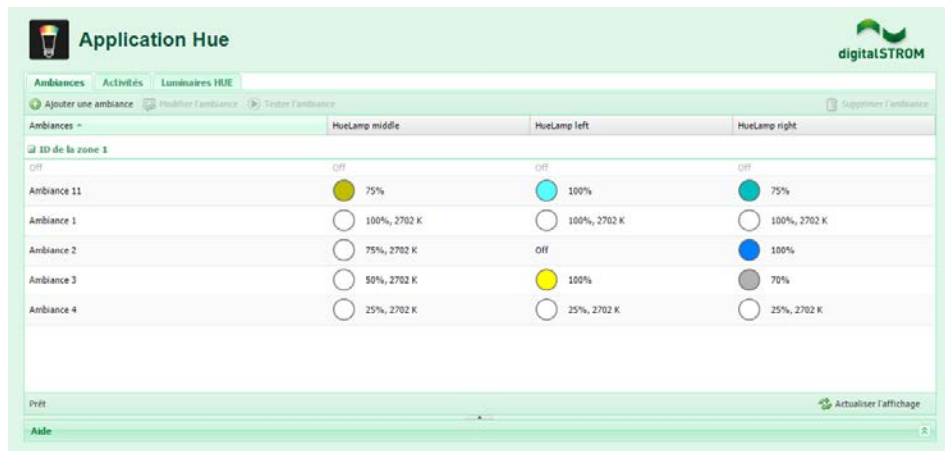 Application Hue
digitalSTROM
Ambiances Activités Luminaires HUE
Ajouter une ambiance Modifier l'ambiance Tester l'ambiance Supprimer l'ambiance
Ambiances HueLamp middle HueLamp left HueLamp right
ID de la zone 1
Off Off Off Off
Ambiance 11 75% 100% 75%
Ambiance 1 100%, 2702 K 100%, 2702 K 100%, 2702 K
Ambiance 2 75%, 2702 K Off 100%
Ambiance 3 50%, 2702 K 100% 70%
Ambiance 4 25%, 2702 K 25%, 2702 K 25%, 2702 K
Prêt Actualiser l'affichage
Aide